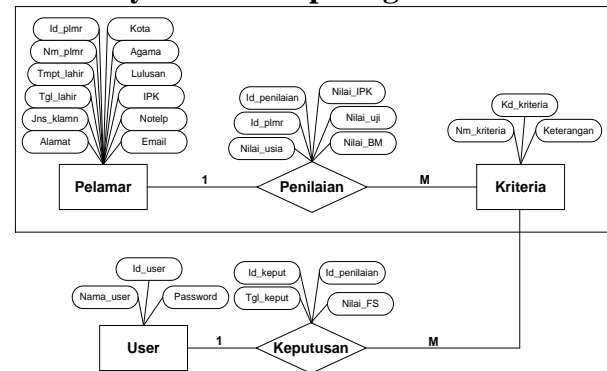 Id_plmr Kota
Nm_plmr Agama
Tmpt_lahir Lulusan
Tgl_lahir IPK
Jns_klamn Notelp
Alamat Email
Id_penilaian Nilai_IPK
Id_plmr Nilai_uji
Nilai_usia Nilai_BM
Kd_kriteria
Nm_kriteria Keterangan
Pelamar 1 Penilaian M Kriteria
Id_user
Nama_user Password
Id_keput Id_penilaian
Tgl_keput Nilai_FS
User 1 Keputusan M